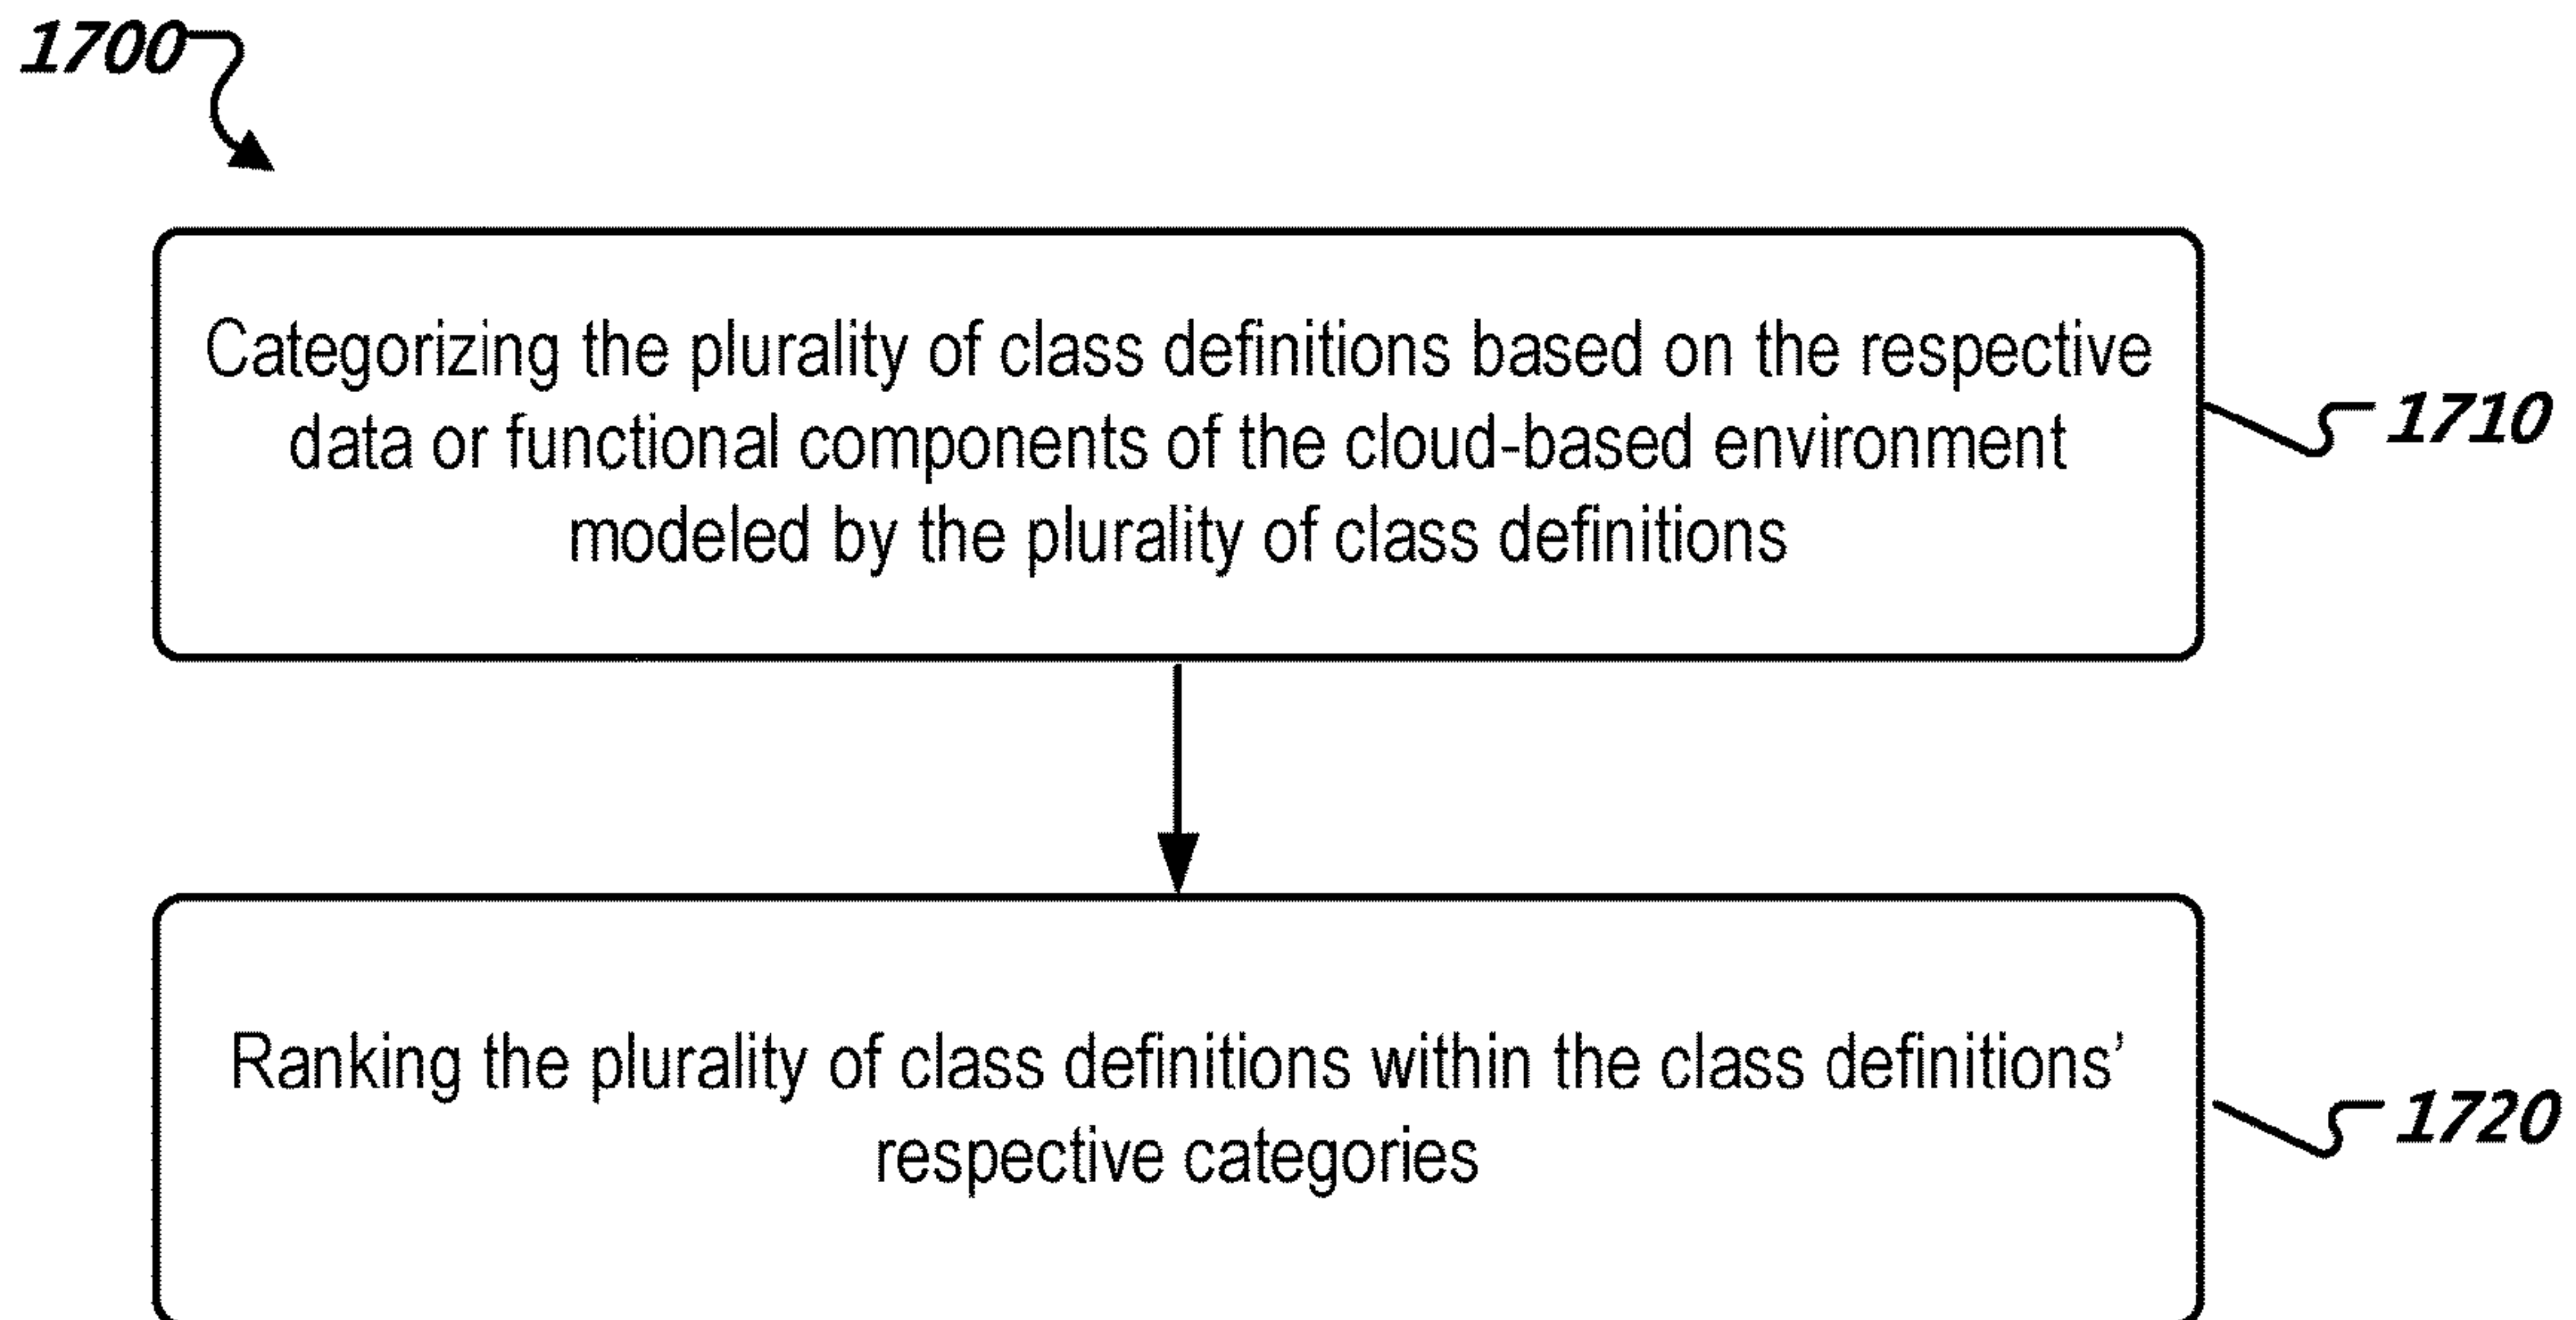 1700
Categorizing the plurality of class definitions based on the respective
data or functional components of the cloud-based environment
modeled by the plurality of class definitions
1710
Ranking the plurality of class definitions within the class definitions’
respective categories
1720